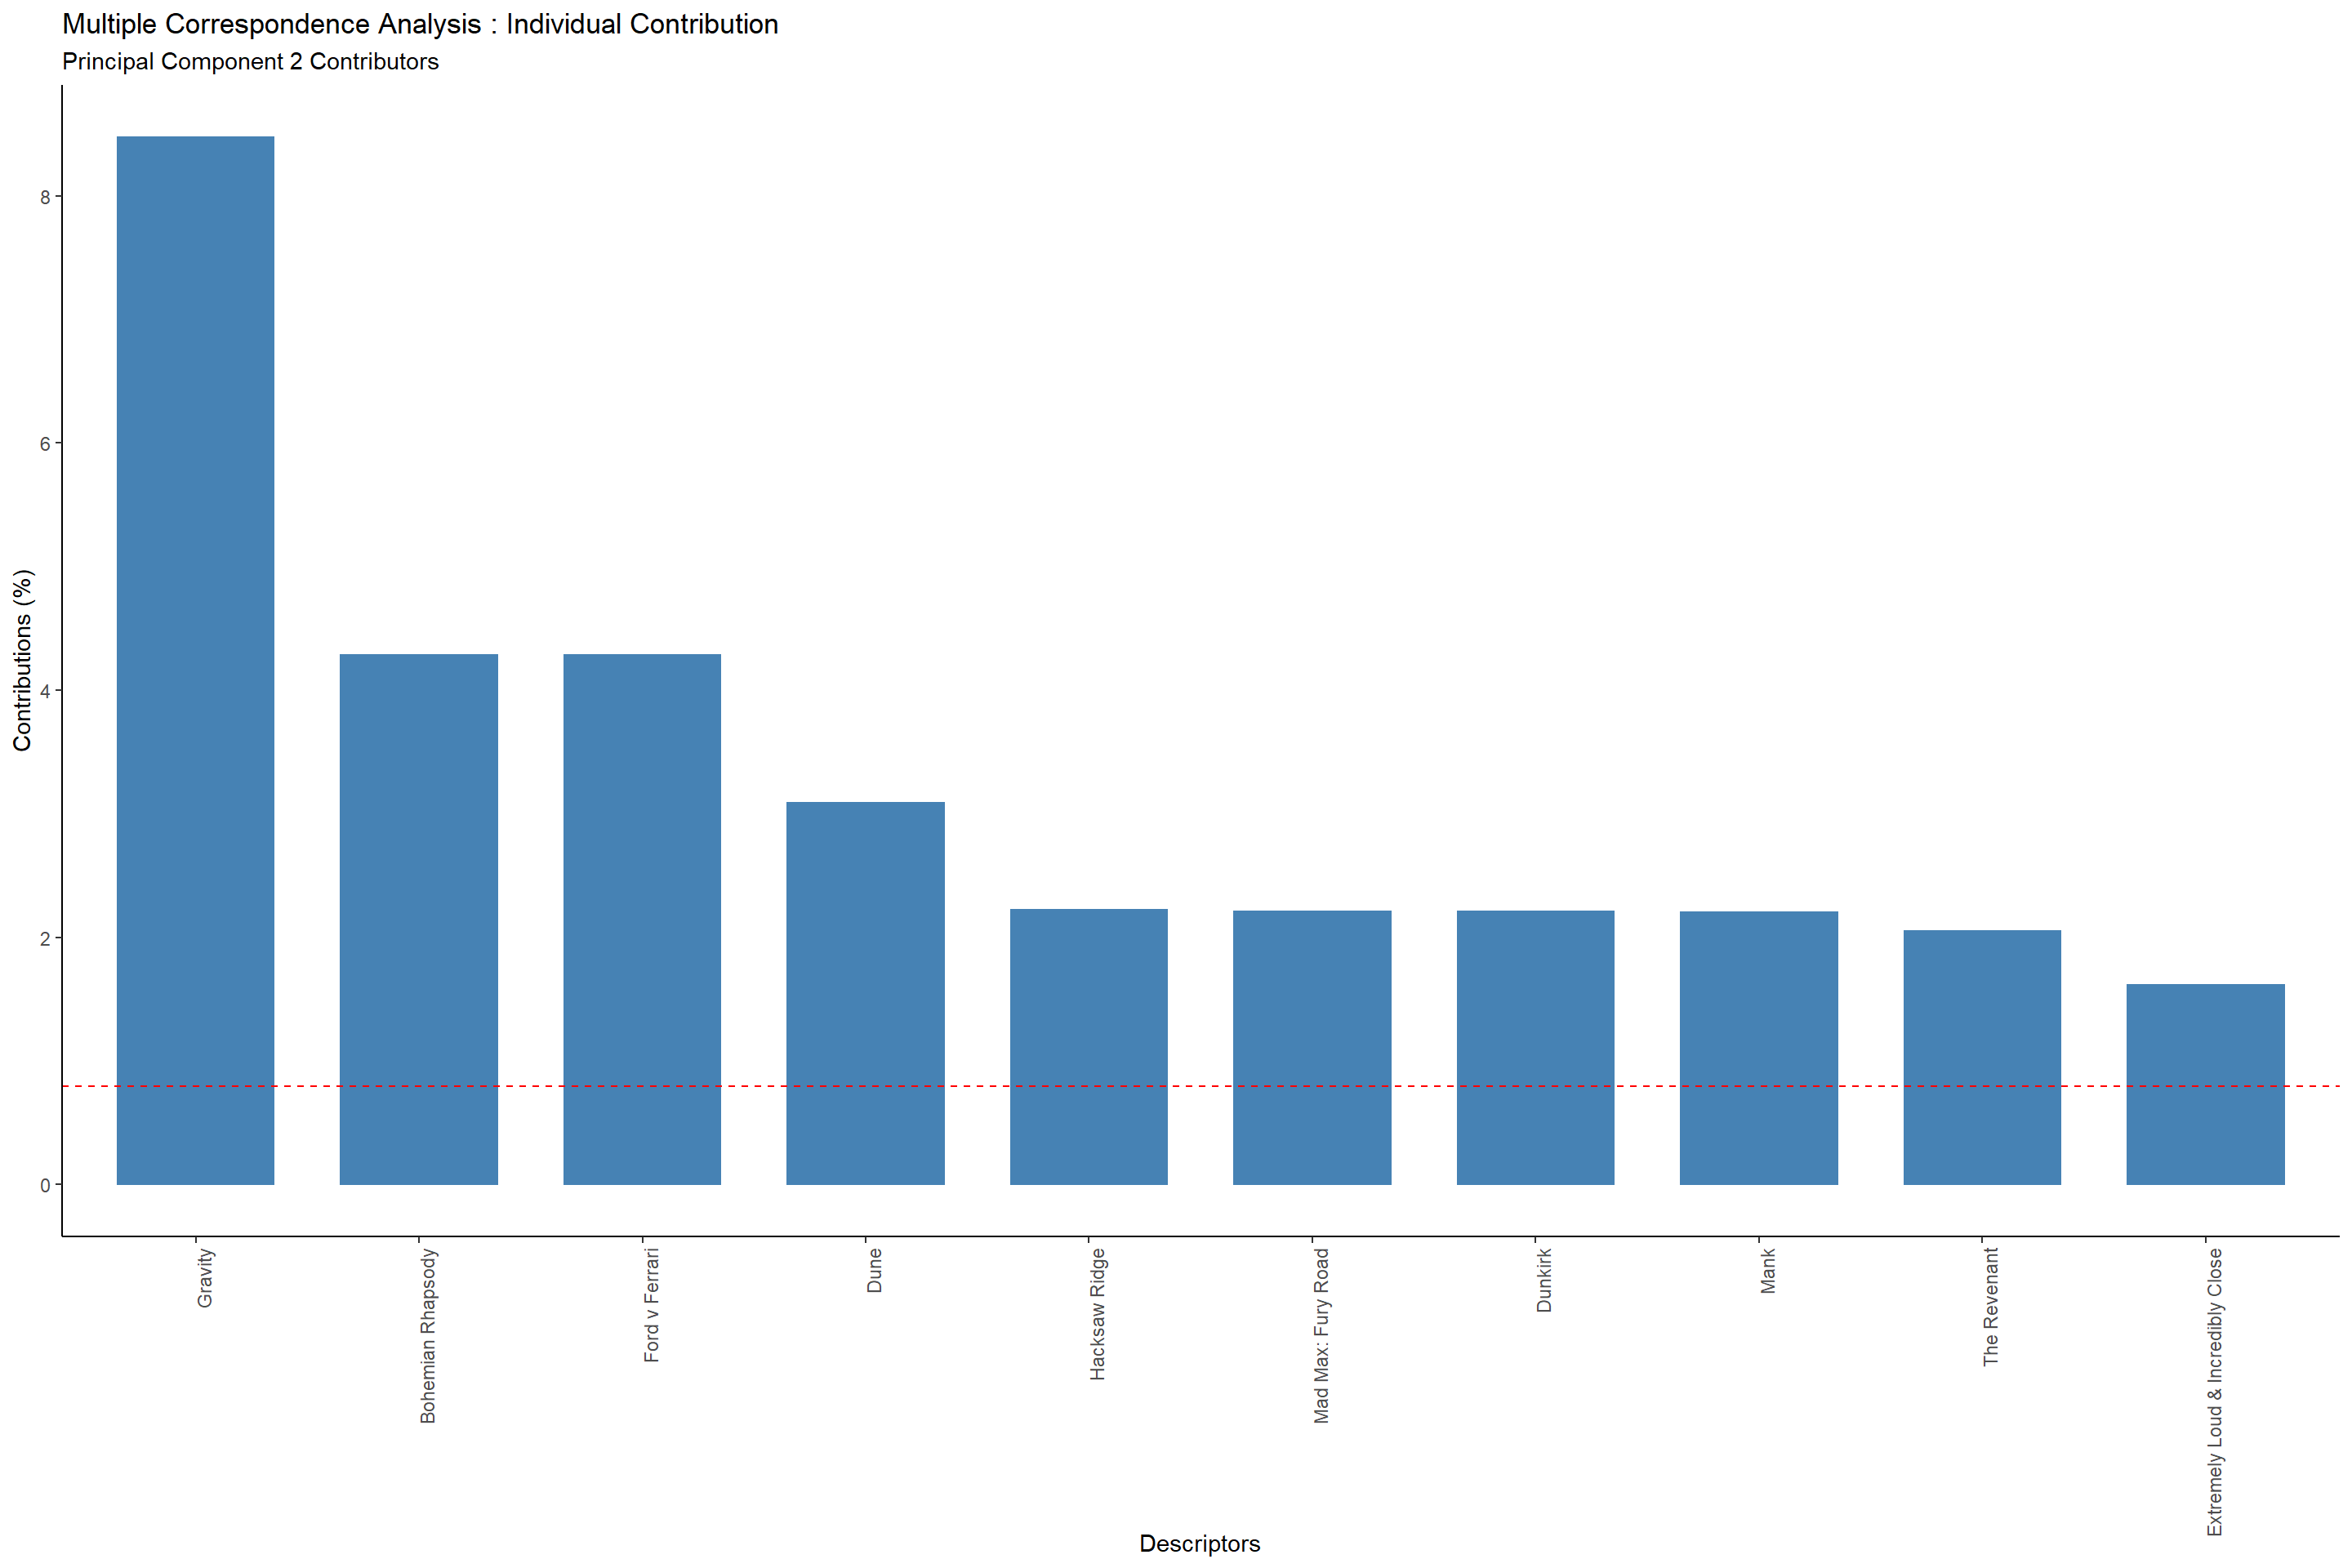 Multiple Correspondence Analysis : Individual Contribution
Principal Component 2 Contributors
Contributions (%)
8
6
4
2
0
Gravity
Bohemian Rhapsody
Ford v Ferrari
Dune
Hacksaw Ridge
Mad Max: Fury Road
Dunkirk
Mank
The Revenant
Extremely Loud & Incredibly Close
Descriptors